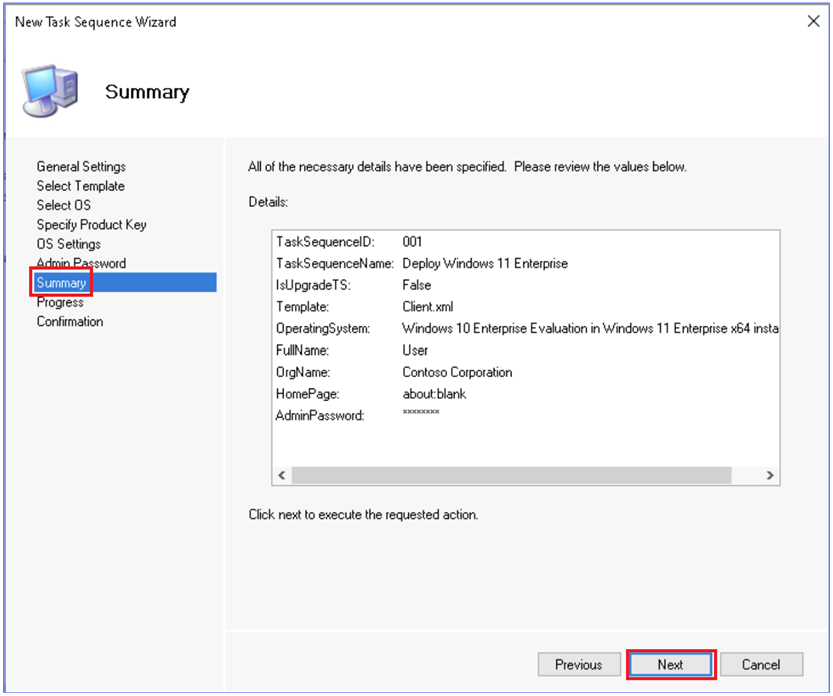 New Task Sequence Wizard
Summary
General Settings
Select Template
Select OS
Specify Product Key
OS Settings
Admin Password
Summary
Progress
Confirmation
All of the necessary details have been specified.  Please review the values below.
Details:
TaskSequenceID: 001
TaskSequenceName: Deploy Windows 11 Enterprise
IsUpgradeTS: False
Template: Client.xml
OperatingSystem: Windows 10 Enterprise Evaluation in Windows 11 Enterprise x64 insta
FullName: User
OrgName: Contoso Corporation
HomePage: about:blank
AdminPassword: ********
Click next to execute the requested action.
Previous Next Cancel